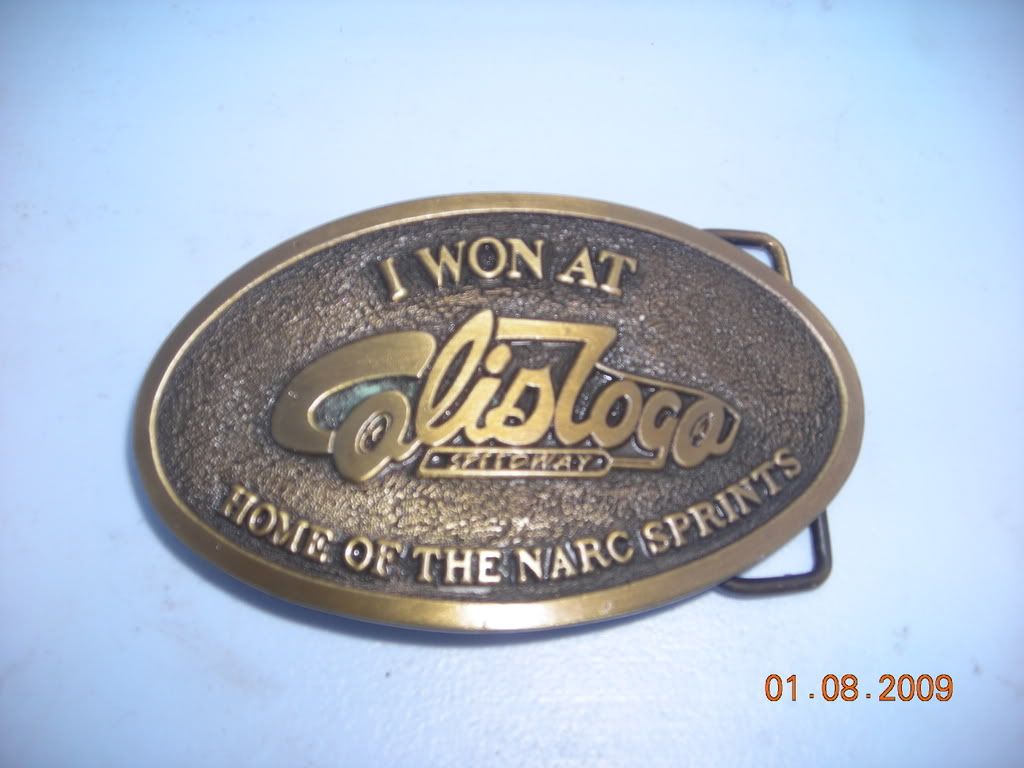 I WON AT
Calistoga
SPEEDWAY
HOME OF THE NARC SPRINTS
01.08.2009